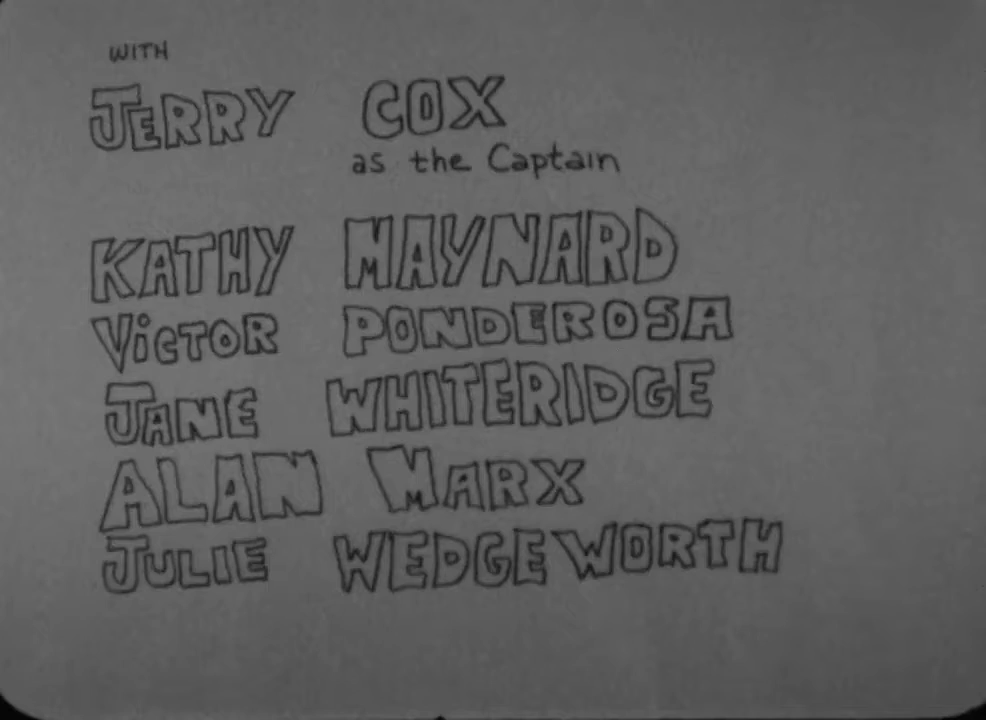 WITH
JERRY COX
as the Captain
KATHY MAYNARD
VICTOR PONDEROSA
JANE WHITERIDGE
ALAN MARX
JULIE WEDGEWORTH